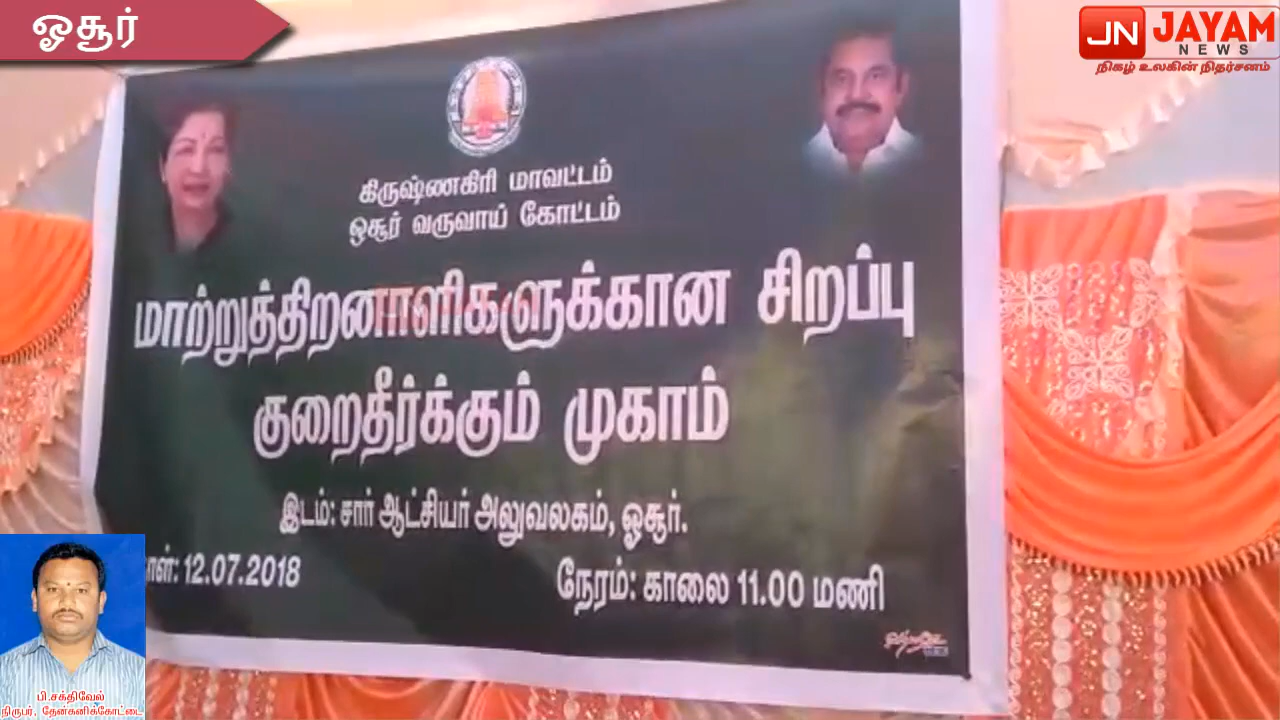 ஓசூர்
JN JAYAM
NEWS
நிகழ் உலகின் நிதர்சனம்
கிருஷ்ணகிரி மாவட்டம்
ஓசூர் வருவாய் கோட்டம்
மாற்றுத்திறனாளிகளுக்கான சிறப்பு
குறைதீர்க்கும் முகாம்
இடம்: சார் ஆட்சியர் அலுவலகம், ஓசூர்.
12.07.2018
நேரம்: காலை 11.00 மணி
பி.சக்திவேல்
நிருபர், தேன்கனிக்கோட்டை